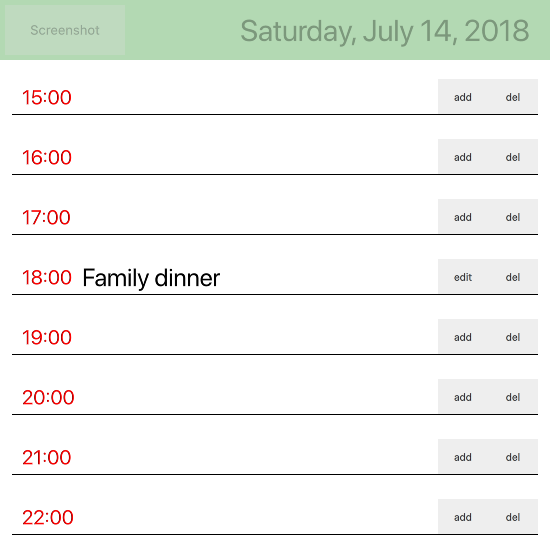 Screenshot Saturday, July 14, 2018
15:00 add del
16:00 add del
17:00 add del
18:00 Family dinner edit del
19:00 add del
20:00 add del
21:00 add del
22:00 add del